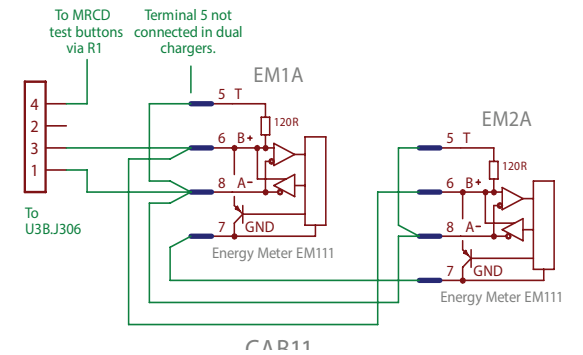 To MRCD
test buttons
via R1
Terminal 5 not
connected in dual
chargers.
EM1A
5 T
120R
6 B+
8 A-
7 GND
Energy Meter EM111
4
2
3
1
To
U3B.J306
EM2A
5 T
120R
6 B+
8 A-
7 GND
Energy Meter EM111